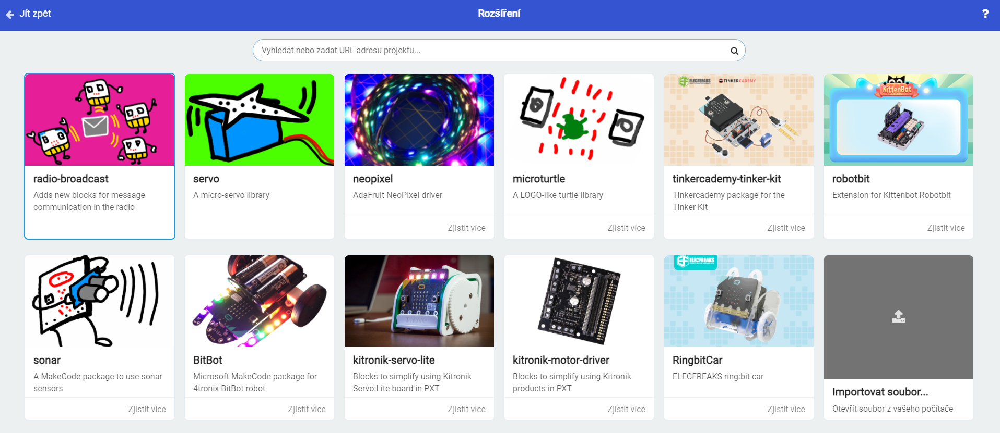 Jít zpět
Rozšíření
?
Vyhledat nebo zadat URL adresu projektu...
ELECFREAKS
TINKERCADEMY
KittenBot
radio-broadcast
Adds new blocks for message
communication in the radio
servo
A micro-servo library
neopixel
AdaFruit NeoPixel driver
Zjistit více
microturtle
A LOGO-like turtle library
Zjistit více
tinkercademy-tinker-kit
Tinkercademy package for the
Tinker Kit
Zjistit více
robotbit
Extension for Kittenbot Robotbit
Zjistit více
ELECFREAKS
sonar
A MakeCode package to use sonar
sensors
Zjistit více
BitBot
Microsoft MakeCode package for
4tronix BitBot robot
Zjistit více
kitronik-servo-lite
Blocks to simplify using Kitronik
Servo:Lite board in PXT
Zjistit více
kitronik-motor-driver
Blocks to simplify using Kitronik
products in PXT
Zjistit více
RingbitCar
ELECFREAKS ring:bit car
Zjistit více
Importovat soubor...
Otevřít soubor z vašeho počítače